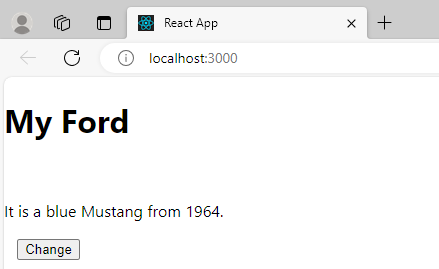 React App
localhost:3000
My Ford
It is a blue Mustang from 1964.
Change